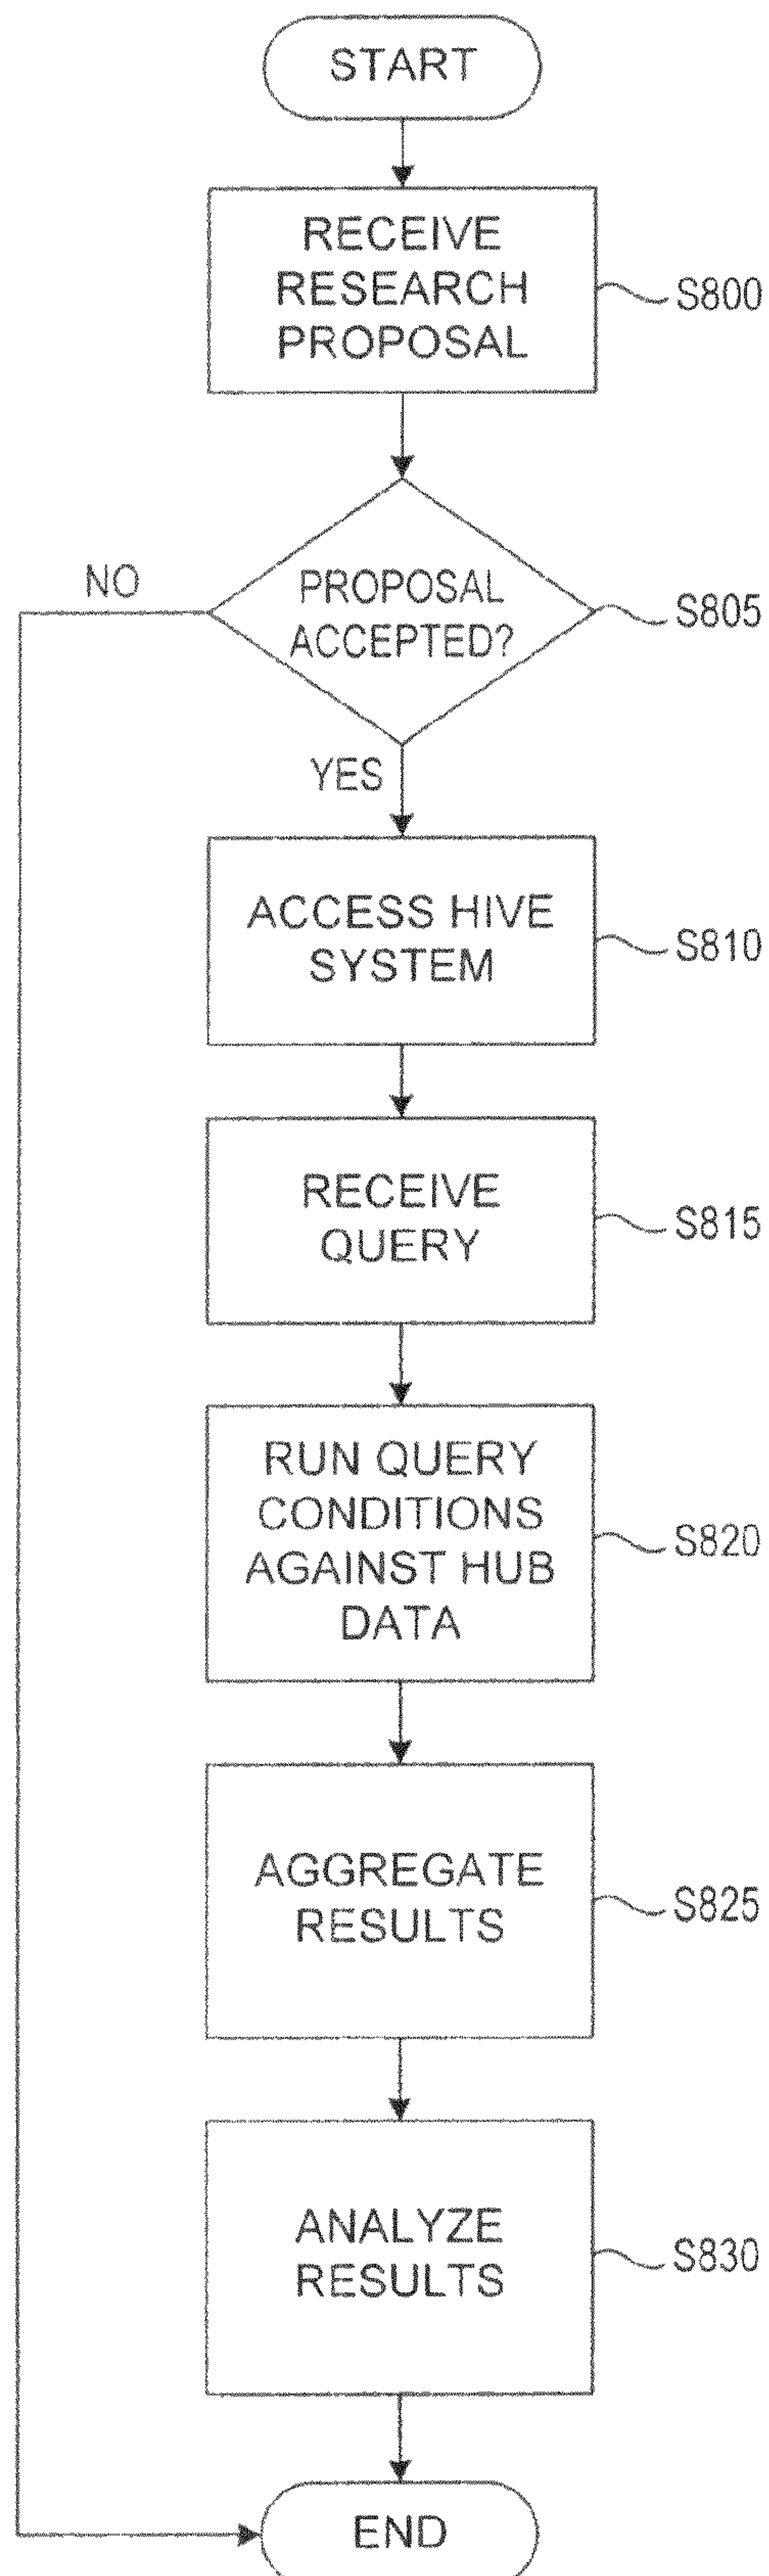 START
RECEIVE
RESEARCH
PROPOSAL
S800
NO
PROPOSAL
ACCEPTED?
S805
YES
ACCESS HIVE
SYSTEM
S810
RECEIVE
QUERY
S815
RUN QUERY
CONDITIONS
AGAINST HUB
DATA
S820
AGGREGATE
RESULTS
S825
ANALYZE
RESULTS
S830
END